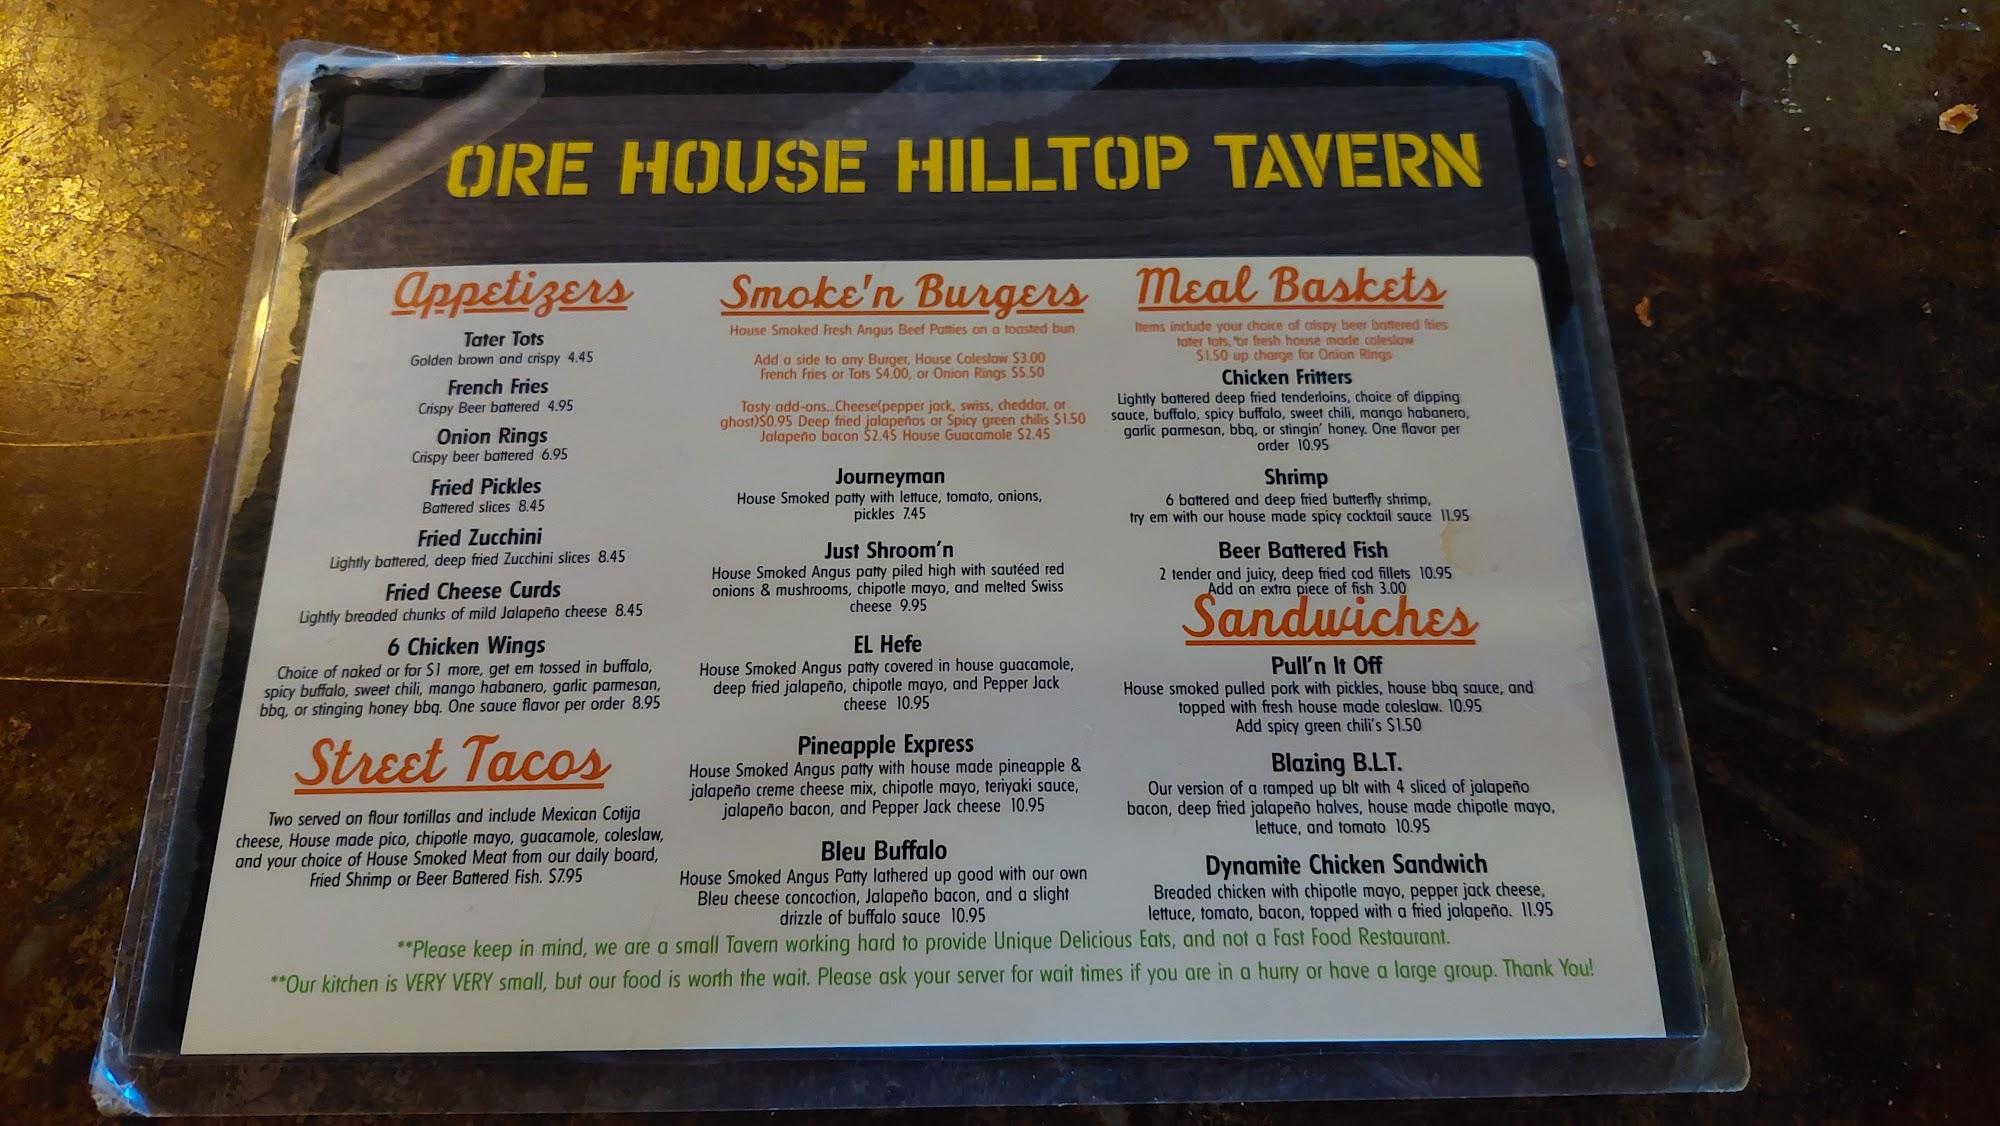 ORE HOUSE HILLTOP TAVERN
Appetizers
Tater Tots
Golden brown and crispy 4.45
French Fries
Crispy Beer battered 4.95
Onion Rings
Crispy beer battered 6.95
Fried Pickles
Battered slices 8.45
Fried Zucchini
Lightly battered, deep fried Zucchini slices 8.45
Fried Cheese Curds
Lightly breaded chunks of mild Jalapeño cheese 8.45
6 Chicken Wings
Choice of naked or for $1 more, get em tossed in buffalo,
spicy buffalo, sweet chili, mango habanero, garlic parmesan,
bbq, or stinging honey bbq. One sauce flavor per order 8.95
Street Tacos
Two served on flour tortillas and include Mexican Cotija
cheese, House made pico, chipotle mayo, guacamole, coleslaw,
and your choice of House Smoked Meat from our daily board,
Fried Shrimp or Beer Battered Fish. $7.95
Smoke'n Burgers
House Smoked Fresh Angus Beef Patties on a toasted bun
Add a side to any Burger, House Coleslaw $3.00
French Fries or Tots $4.00, or Onion Rings $5.50
Tasty add-ons...Cheese(pepper jack, swiss, cheddar, or
ghost)$0.95 Deep fried jalapeños or Spicy green chilis $1.50
Jalapeño bacon $2.45 House Guacamole $2.45
Journeyman
House Smoked patty with lettuce, tomato, onions,
pickles 7.45
Just Shroom'n
House Smoked Angus patty piled high with sautéed red
onions & mushrooms, chipotle mayo, and melted Swiss
cheese 9.95
EL Hefe
House Smoked Angus patty covered in house guacamole,
deep fried jalapeño, chipotle mayo, and Pepper Jack
cheese 10.95
Pineapple Express
House Smoked Angus patty with house made pineapple &
jalapeño creme cheese mix, chipotle mayo, teriyaki sauce,
jalapeño bacon, and Pepper Jack cheese 10.95
Bleu Buffalo
House Smoked Angus Patty lathered up good with our own
Bleu cheese concoction, Jalapeño bacon, and a slight
drizzle of buffalo sauce 10.95
Meal Baskets
Items include your choice of crispy beer battered fries
tater tots, or fresh house made coleslaw
$1.50 up charge for Onion Rings
Chicken Fritters
Lightly battered deep fried tenderloins, choice of dipping
sauce, buffalo, spicy buffalo, sweet chili, mango habanero,
garlic parmesan, bbq, or stingin' honey. One flavor per
order 10.95
Shrimp
6 battered and deep fried butterfly shrimp,
try em with our house made spicy cocktail sauce 11.95
Beer Battered Fish
2 tender and juicy, deep fried cod fillets 10.95
Add an extra piece of fish 3.00
Sandwiches
Pull'n It Off
House smoked pulled pork with pickles, house bbq sauce, and
topped with fresh house made coleslaw. 10.95
Add spicy green chili's $1.50
Blazing B.L.T.
Our version of a ramped up blt with 4 sliced of jalapeño
bacon, deep fried jalapeño halves, house made chipotle mayo,
lettuce, and tomato 10.95
Dynamite Chicken Sandwich
Breaded chicken with chipotle mayo, pepper jack cheese,
lettuce, tomato, bacon, topped with a fried jalapeño. 11.95
**Please keep in mind, we are a small Tavern working hard to provide Unique Delicious Eats, and not a Fast Food Restaurant.
**Our kitchen is VERY VERY small, but our food is worth the wait. Please ask your server for wait times if you are in a hurry or have a large group. Thank You!